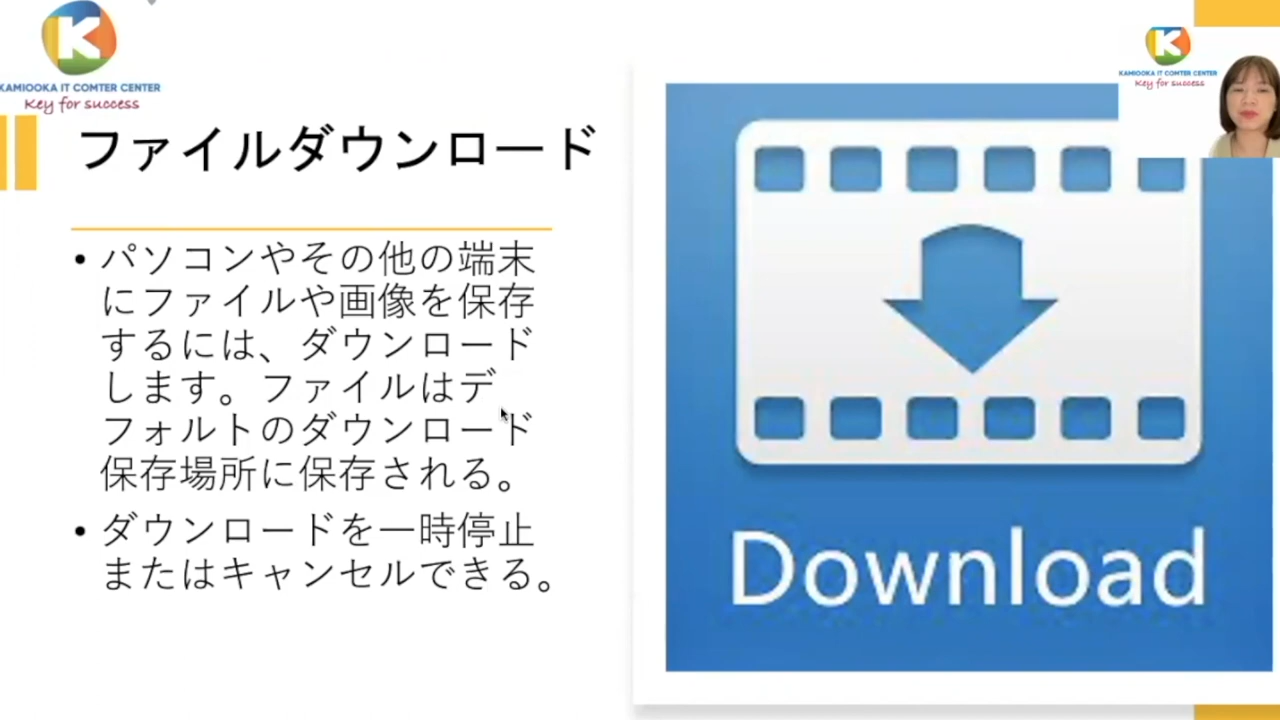 KAMIOOKA IT COMTER CENTER
Key for success
ファイルダウンロード
• パソコンやその他の端末
にファイルや画像を保存
するには、ダウンロード
します。ファイルはデ
フォルトのダウンロード
保存場所に保存される。
• ダウンロードを一時停止
またはキャンセルできる。
Download
KAMIOOKA IT COMTER CENTER
Key for success